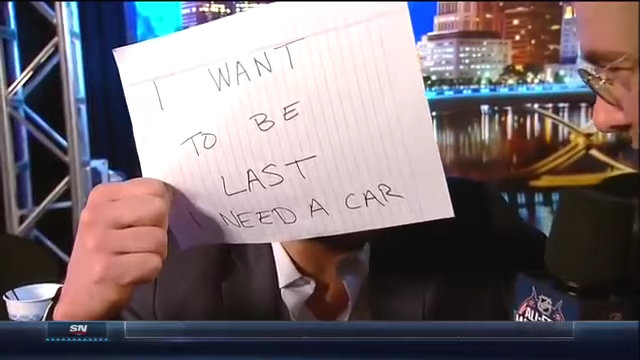 I WANT
TO BE
LAST
I NEED A CAR
SN